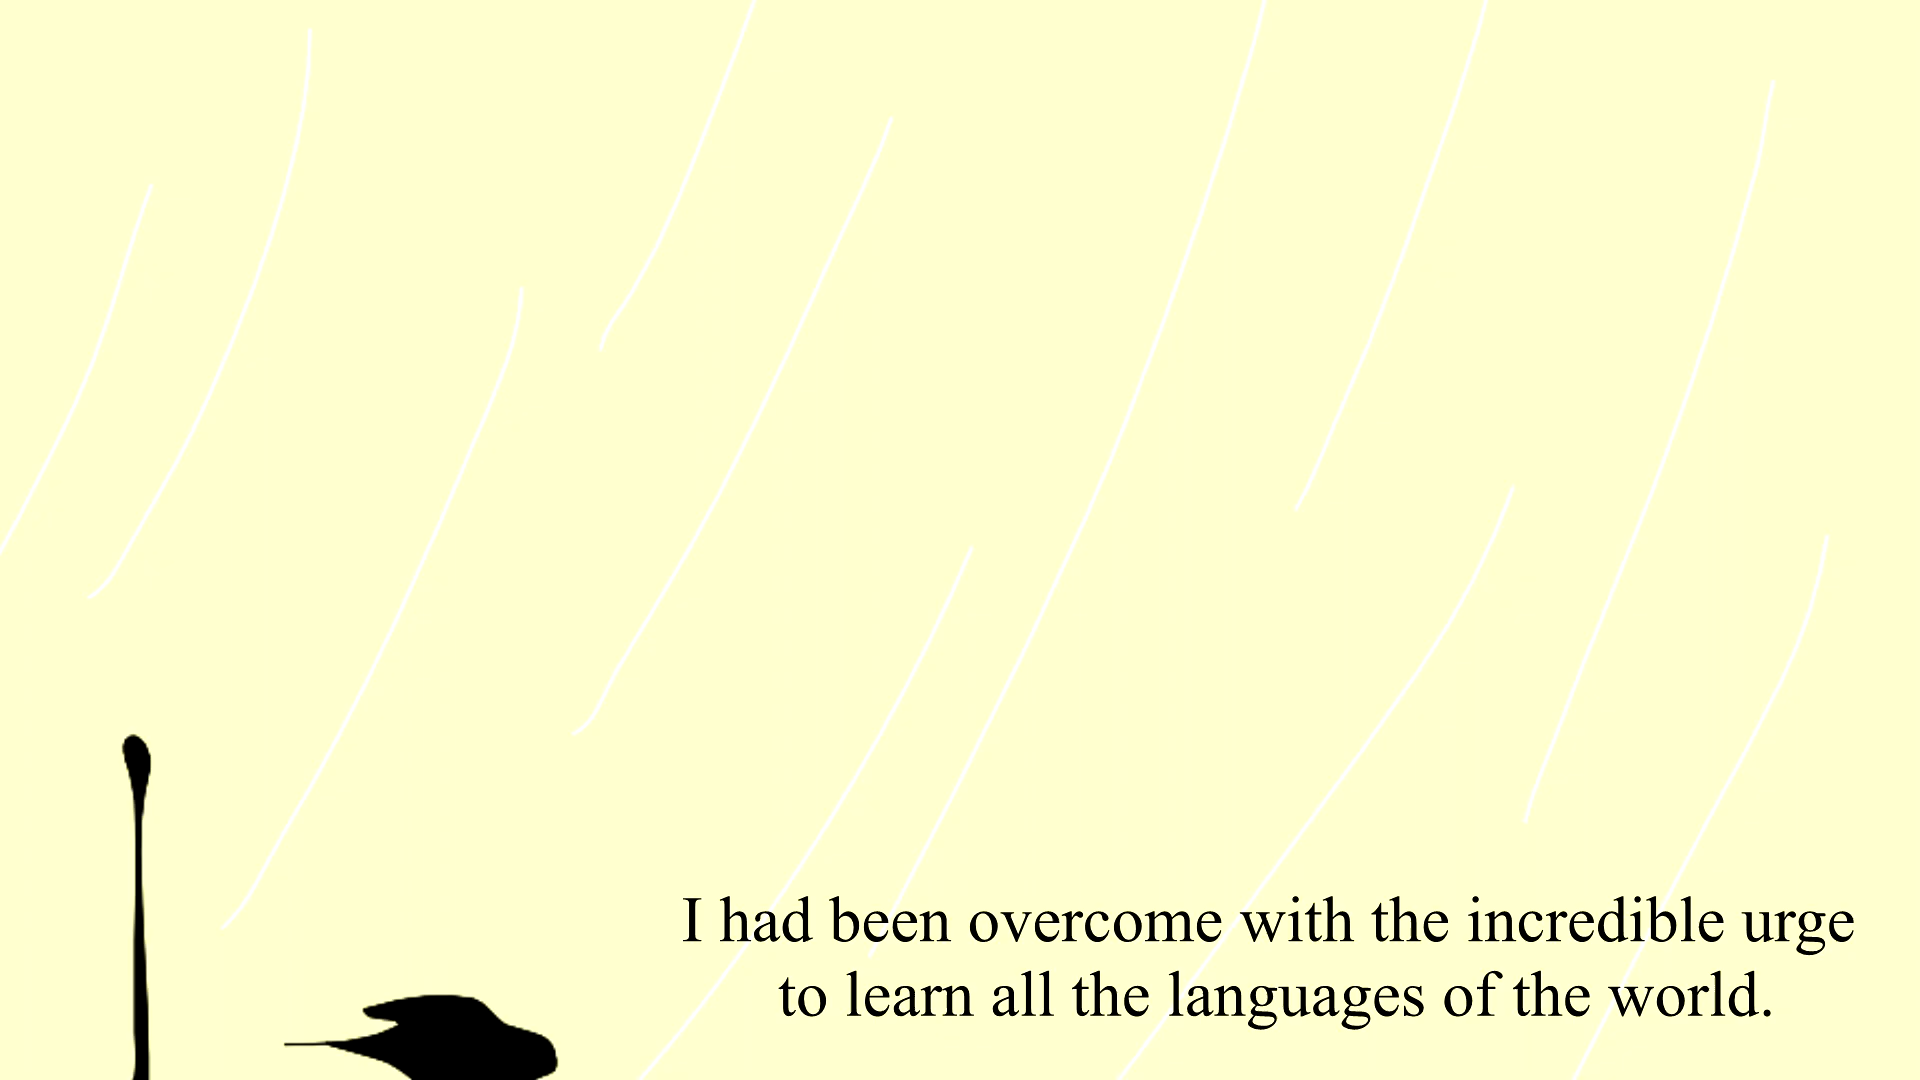 I had been overcome with the incredible urge
to learn all the languages of the world.